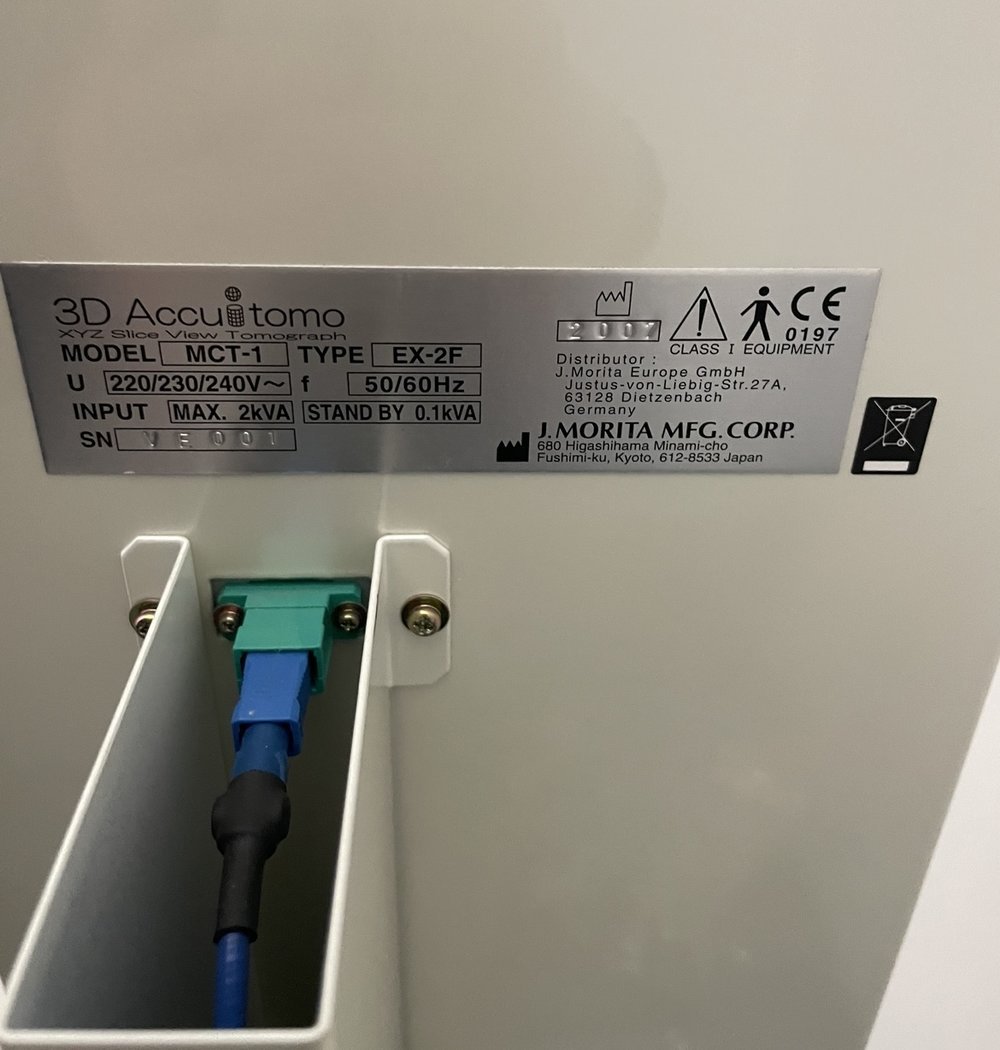 3D Accuitomo
XYZ Slice View Tomograph
MODEL MCT-1 TYPE EX-2F
U 220/230/240V~ f 50/60Hz
INPUT MAX. 2kVA STAND BY 0.1kVA
SN 001
2007
CE
0197
CLASS I EQUIPMENT
Distributor :
J.Morita Europe GmbH
Justus-von-Liebig-Str.27A,
63128 Dietzenbach
Germany
J. MORITA MFG. CORP.
680 Higashihama Minami-cho
Fushimi-ku, Kyoto, 612-8533 Japan